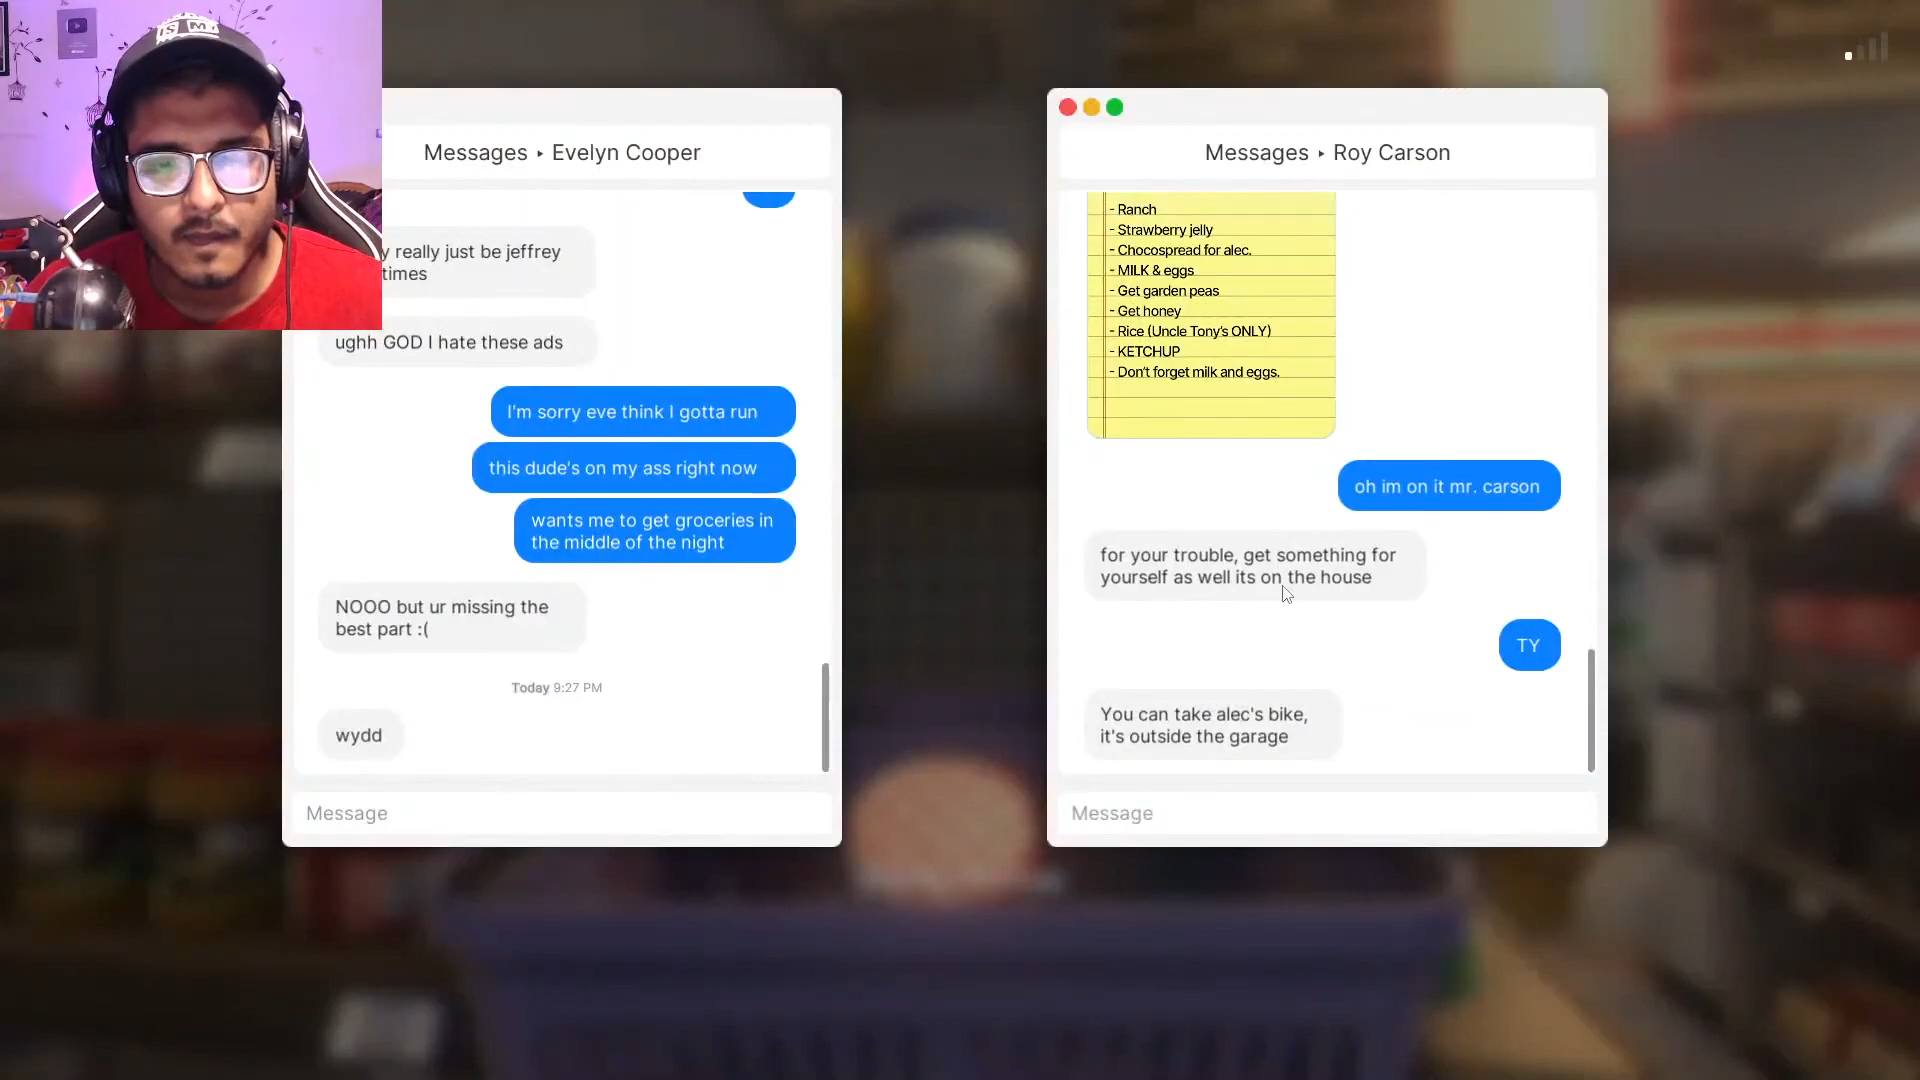 Messages ▸ Evelyn Cooper
y really just be jeffrey
times
ughh GOD I hate these ads
I'm sorry eve think I gotta run
this dude's on my ass right now
wants me to get groceries in
the middle of the night
NOOO but ur missing the
best part :(
Today 9:27 PM
wydd
Message
Messages ▸ Roy Carson
- Ranch
- Strawberry jelly
- Chocospread for alec.
- MILK & eggs
- Get garden peas
- Get honey
- Rice (Uncle Tony's ONLY)
- KETCHUP
- Don't forget milk and eggs.
oh im on it mr. carson
for your trouble, get something for
yourself as well its on the house
TY
You can take alec's bike,
it's outside the garage
Message